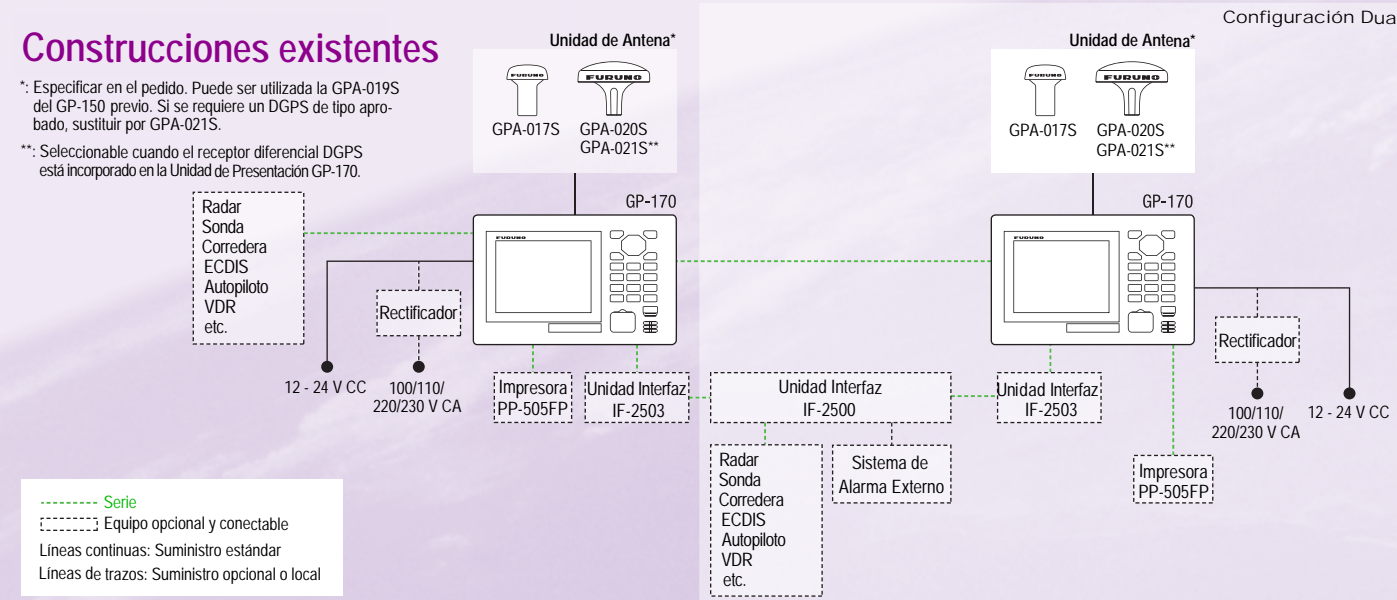 Configuración Dua
Construcciones existentes
*: Especificar en el pedido. Puede ser utilizada la GPA-019S
del GP-150 previo. Si se requiere un DGPS de tipo apro-
bado, sustituir por GPA-021S.
**: Seleccionable cuando el receptor diferencial DGPS
está incorporado en la Unidad de Presentación GP-170.
Unidad de Antena*
FURUNO
FURUNO
GPA-017S
GPA-020S
GPA-021S**
GP-170
FURUNO
Radar
Sonda
Corredera
ECDIS
Autopiloto
VDR
etc.
Rectificador
12 - 24 V CC
100/110/
220/230 V CA
Impresora
PP-505FP
Unidad Interfaz
IF-2503
Unidad de Antena*
FURUNO
FURUNO
GPA-017S
GPA-020S
GPA-021S**
GP-170
FURUNO
Unidad Interfaz
IF-2500
Unidad Interfaz
IF-2503
Radar
Sonda
Corredera
ECDIS
Autopiloto
VDR
etc.
Sistema de
Alarma Externo
Impresora
PP-505FP
Rectificador
100/110/
220/230 V CA
12 - 24 V CC
Serie
Equipo opcional y conectable
Líneas continuas: Suministro estándar
Líneas de trazos: Suministro opcional o local